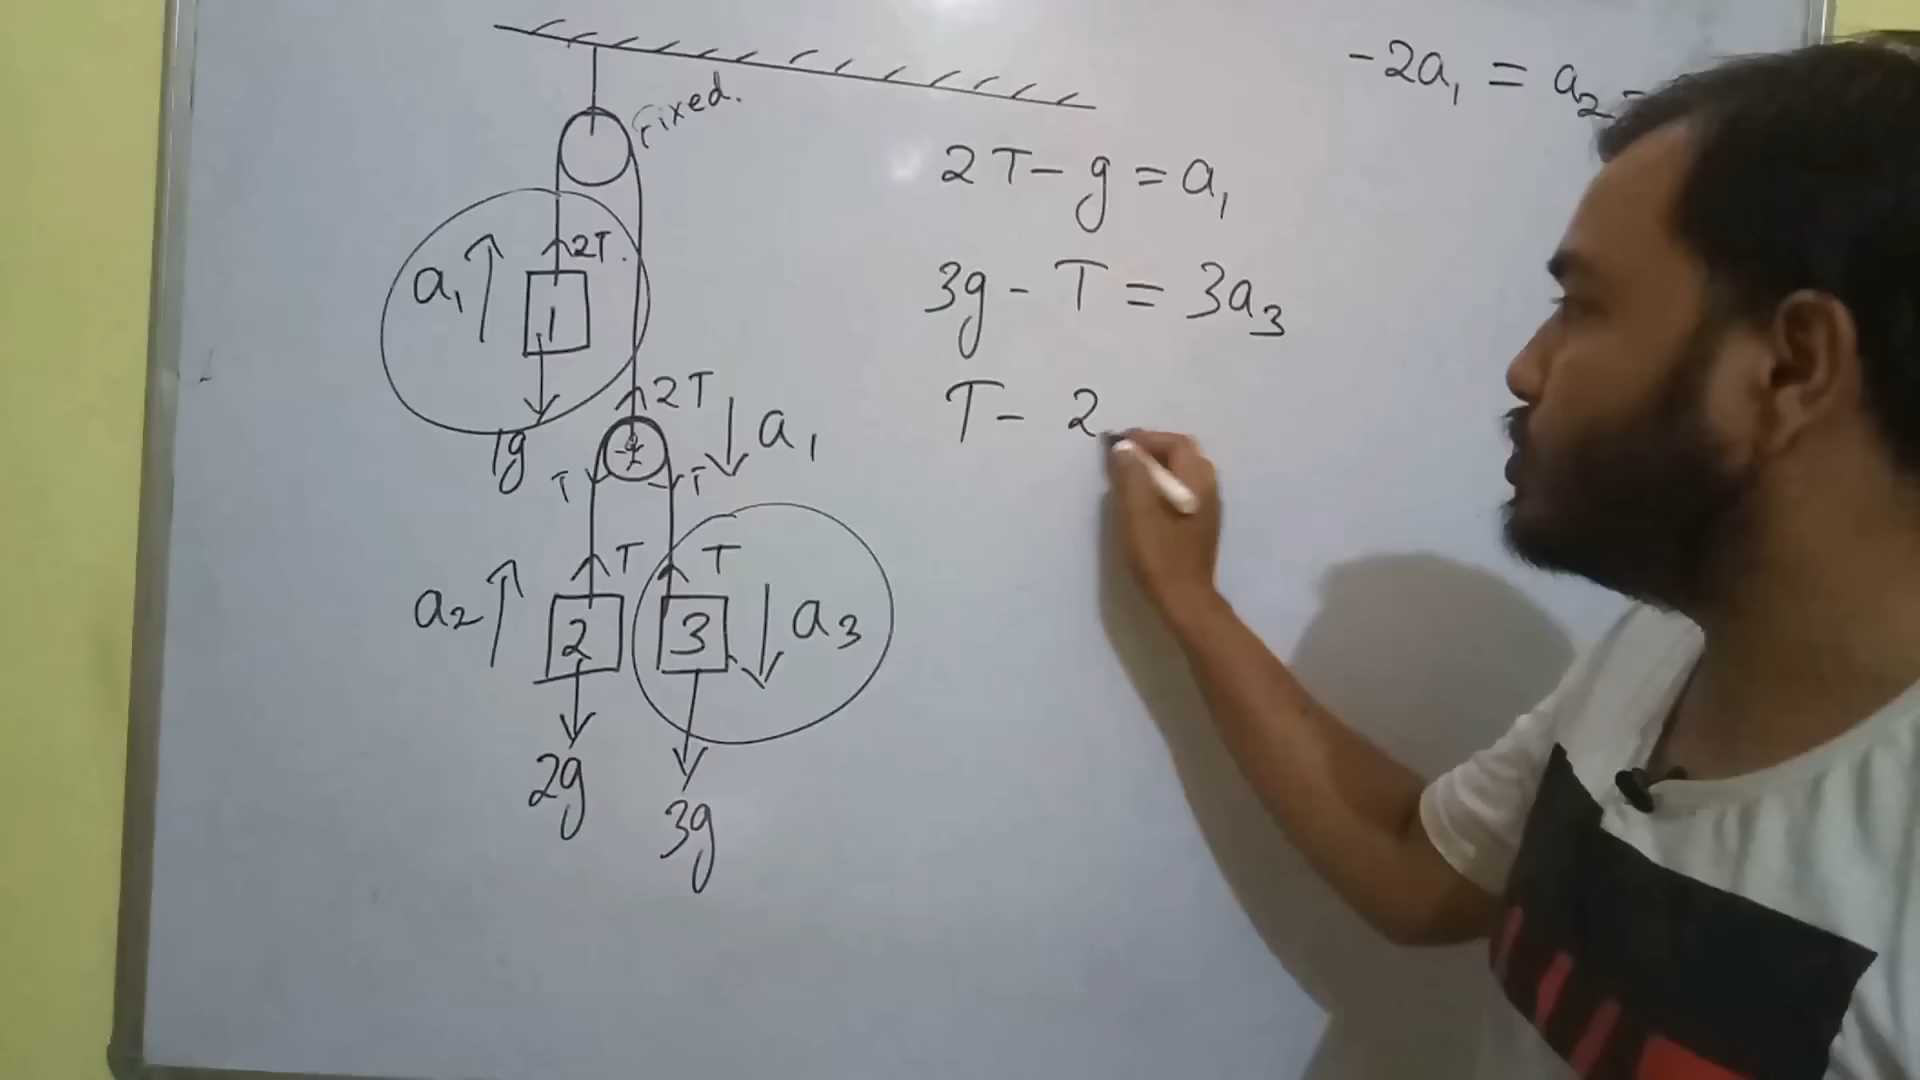 fixed.
-2a₁ = a₂
2T - g = a₁
a₁
2T.
1
3g - T = 3a₃
2T
a₁
T - 2
1g
T
T
T
T
a₂
2
3
a₃
2g
3g